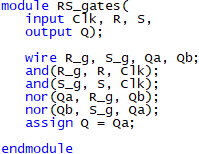 module RS_gates(
input Clk, R, S,
output Q);
wire R_g, S_g, Qa, Qb;
and(R_g, R, Clk);
and(S_g, S, Clk);
nor(Qa, R_g, Qb);
nor(Qb, S_g, Qa);
assign Q = Qa;
endmodule